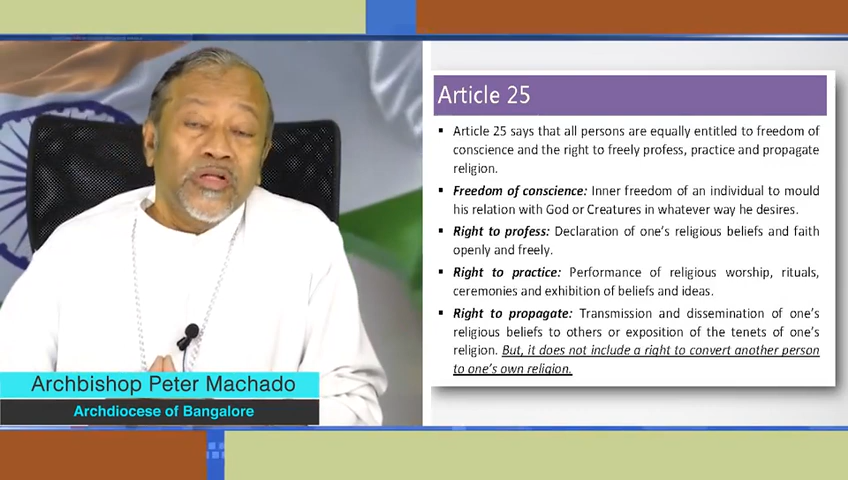 Article 25
▪ Article 25 says that all persons are equally entitled to freedom of
conscience and the right to freely profess, practice and propagate
religion.
▪ Freedom of conscience: Inner freedom of an individual to mould
his relation with God or Creatures in whatever way he desires.
▪ Right to profess: Declaration of one's religious beliefs and faith
openly and freely.
▪ Right to practice: Performance of religious worship, rituals,
ceremonies and exhibition of beliefs and ideas.
▪ Right to propagate: Transmission and dissemination of one's
religious beliefs to others or exposition of the tenets of one's
religion. But, it does not include a right to convert another person
to one's own religion.
Archbishop Peter Machado
Archdiocese of Bangalore